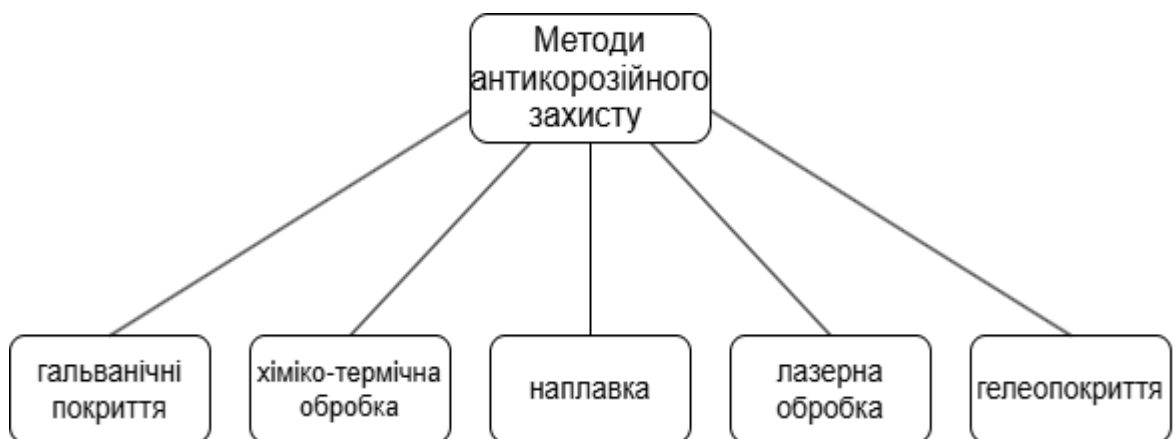 Методи
антикорозійного
захисту
гальванічні
покриття
хіміко-термічна
обробка
наплавка
лазерна
обробка
гелеопокриття